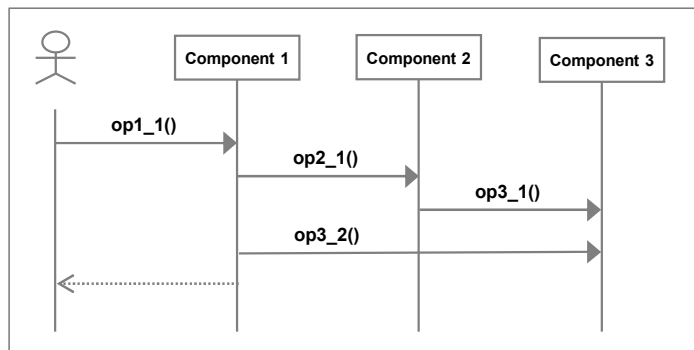 Component 1
Component 2
Component 3
op1_1()
op2_1()
op3_1()
op3_2()